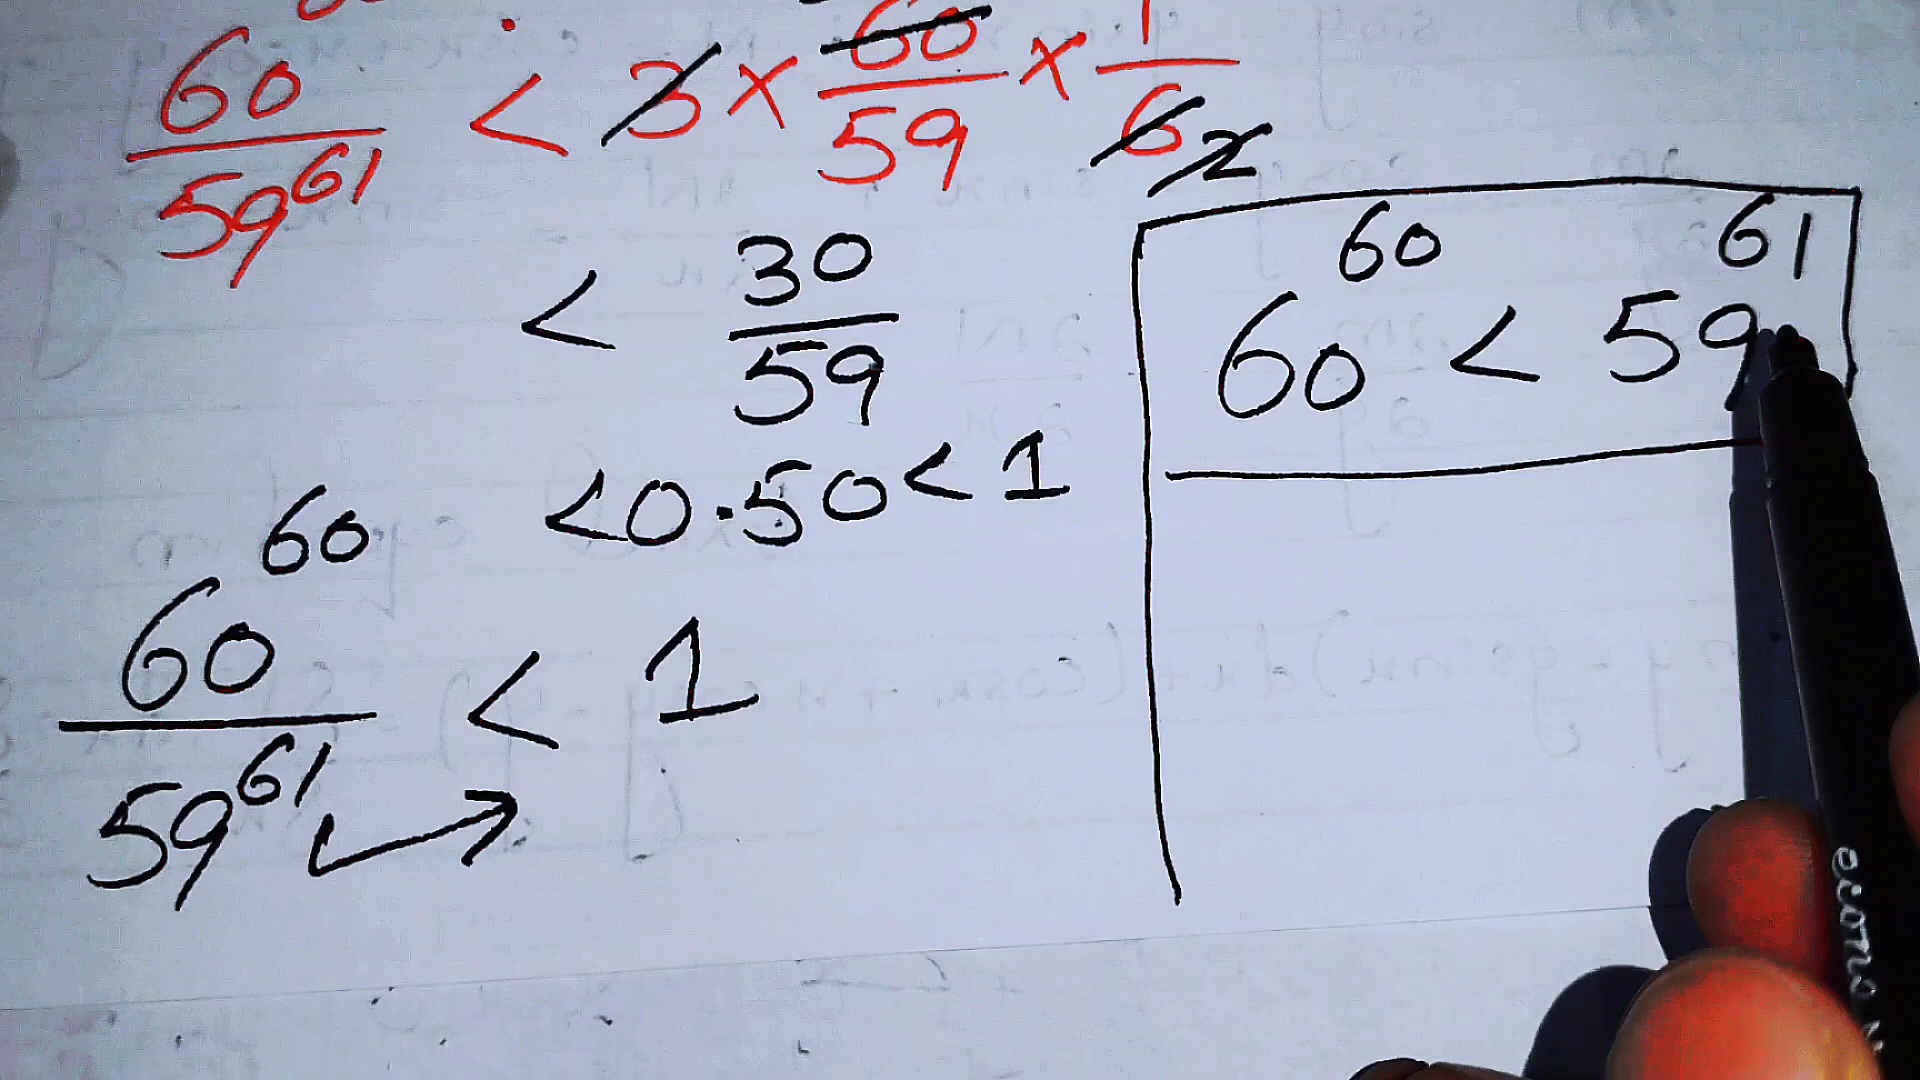 60/59^61 < 3 × 60/59 × 1/6 2
< 30/59
< 0.50 < 1
60^60/59^61 < 1
60^60 < 59^61